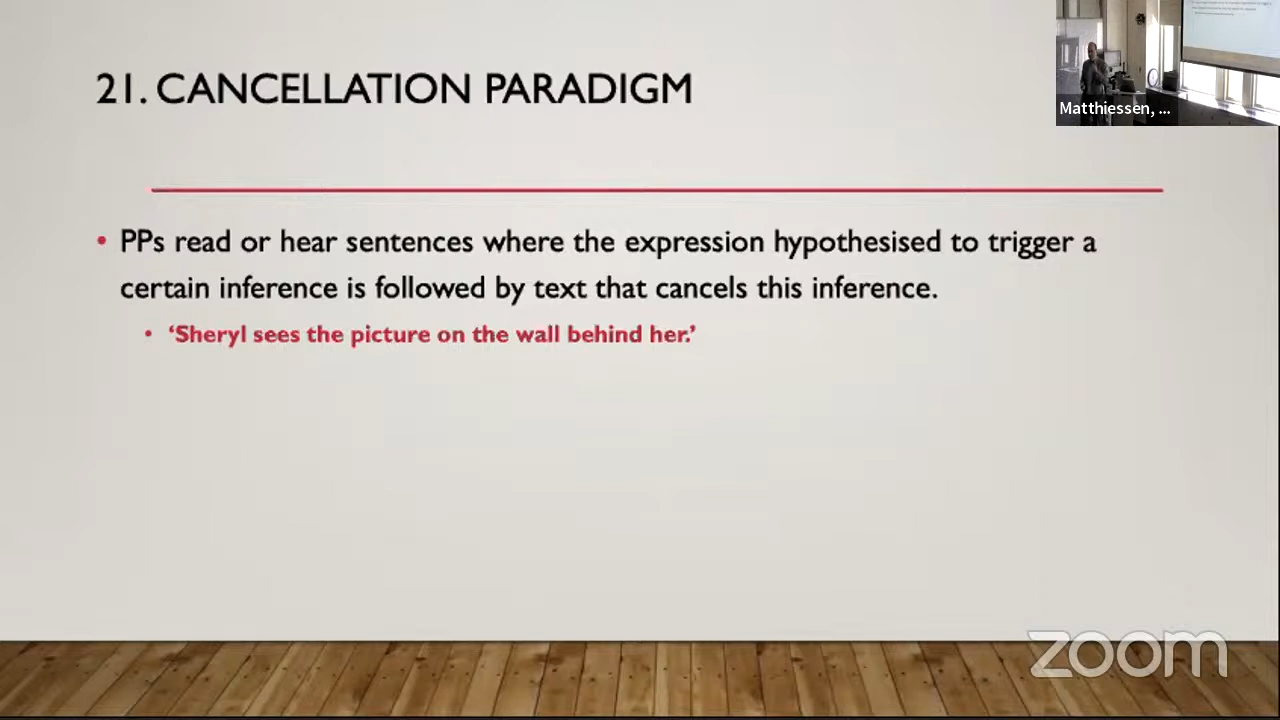 21. CANCELLATION PARADIGM
Matthiessen, ...
• PPs read or hear sentences where the expression hypothesised to trigger a
certain inference is followed by text that cancels this inference.
• ‘Sheryl sees the picture on the wall behind her.’
zoom